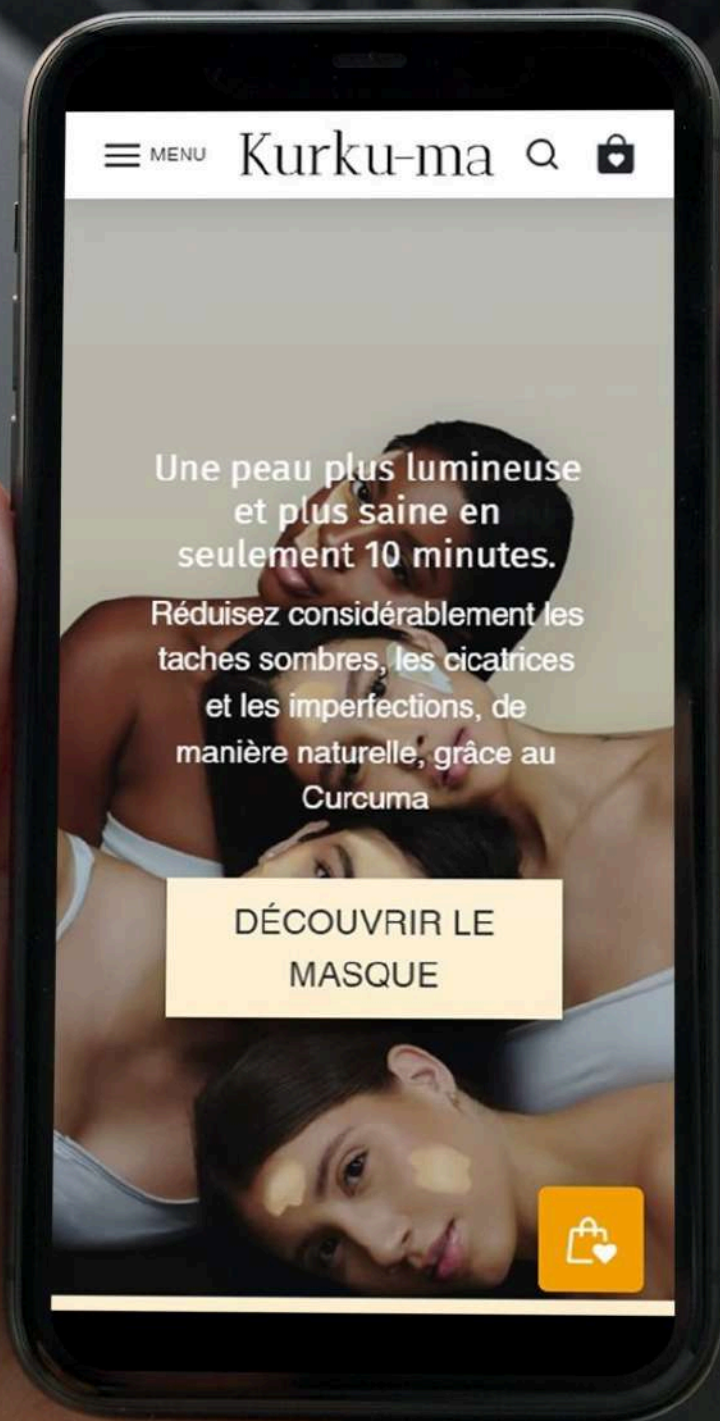 MENU Kurku-ma
Une peau plus lumineuse
et plus saine en
seulement 10 minutes.
Réduisez considérablement les
taches sombres, les cicatrices
et les imperfections, de
manière naturelle, grâce au
Curcuma
DÉCOUVRIR LE
MASQUE